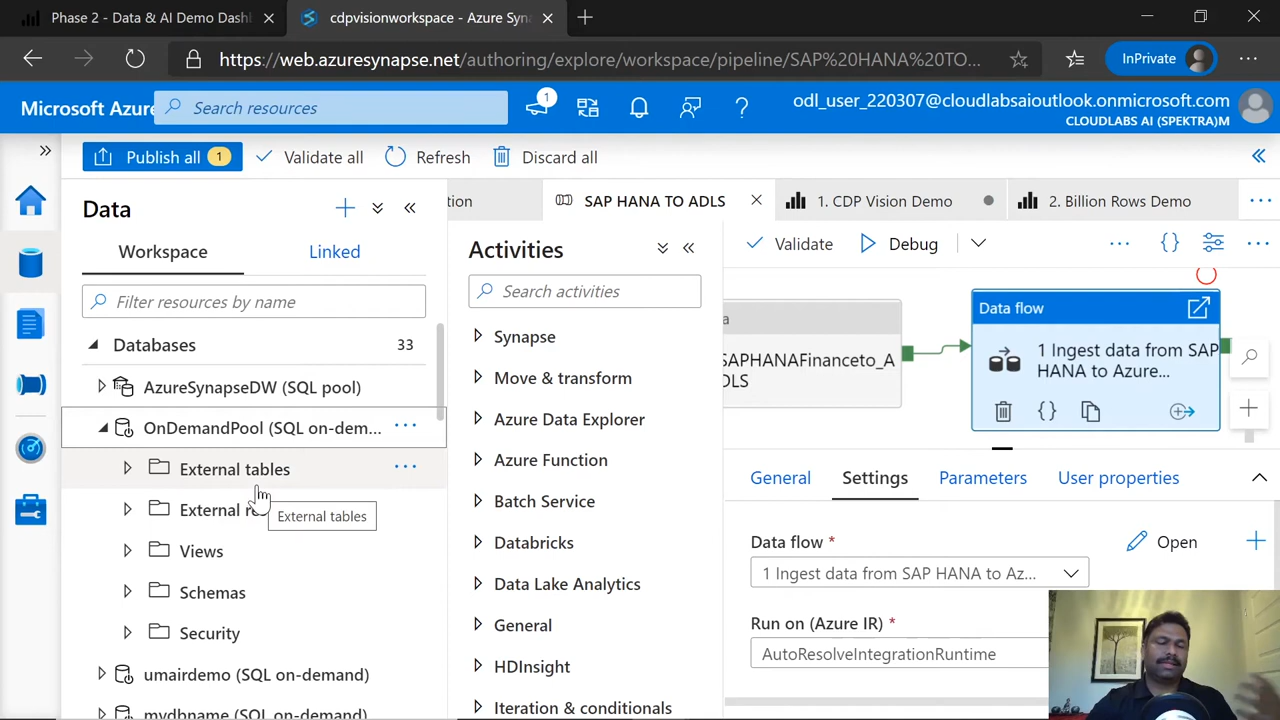 Phase 2 - Data & AI Demo Dash
cdpvisionworkspace - Azure Syn
https://web.azuresynapse.net/authoring/explore/workspace/pipeline/SAP%20HANA%20TO...
InPrivate
Microsoft Azure
Search resources
1
odl_user_220307@cloudlabsaioutlook.onmicrosoft.com
CLOUDLABS AI (SPEKTRA)M
Publish all 1
Validate all
Refresh
Discard all
Data
Workspace
Linked
Filter resources by name
Databases 33
AzureSynapseDW (SQL pool)
OnDemandPool (SQL on-dem...
External tables
External r
External tables
Views
Schemas
Security
umairdemo (SQL on-demand)
mydbname (SQL on-demand)
tion
SAP HANA TO ADLS
1. CDP Vision Demo
2. Billion Rows Demo
Activities
Search activities
Synapse
Move & transform
Azure Data Explorer
Azure Function
Batch Service
Databricks
Data Lake Analytics
General
HDInsight
Iteration & conditionals
Validate
Debug
a
SAPHANAFinanceto_A
DLS
Data flow
1 Ingest data from SAP
HANA to Azure...
General
Settings
Parameters
User properties
Data flow *
1 Ingest data from SAP HANA to Az...
Open
Run on (Azure IR) *
AutoResolveIntegrationRuntime